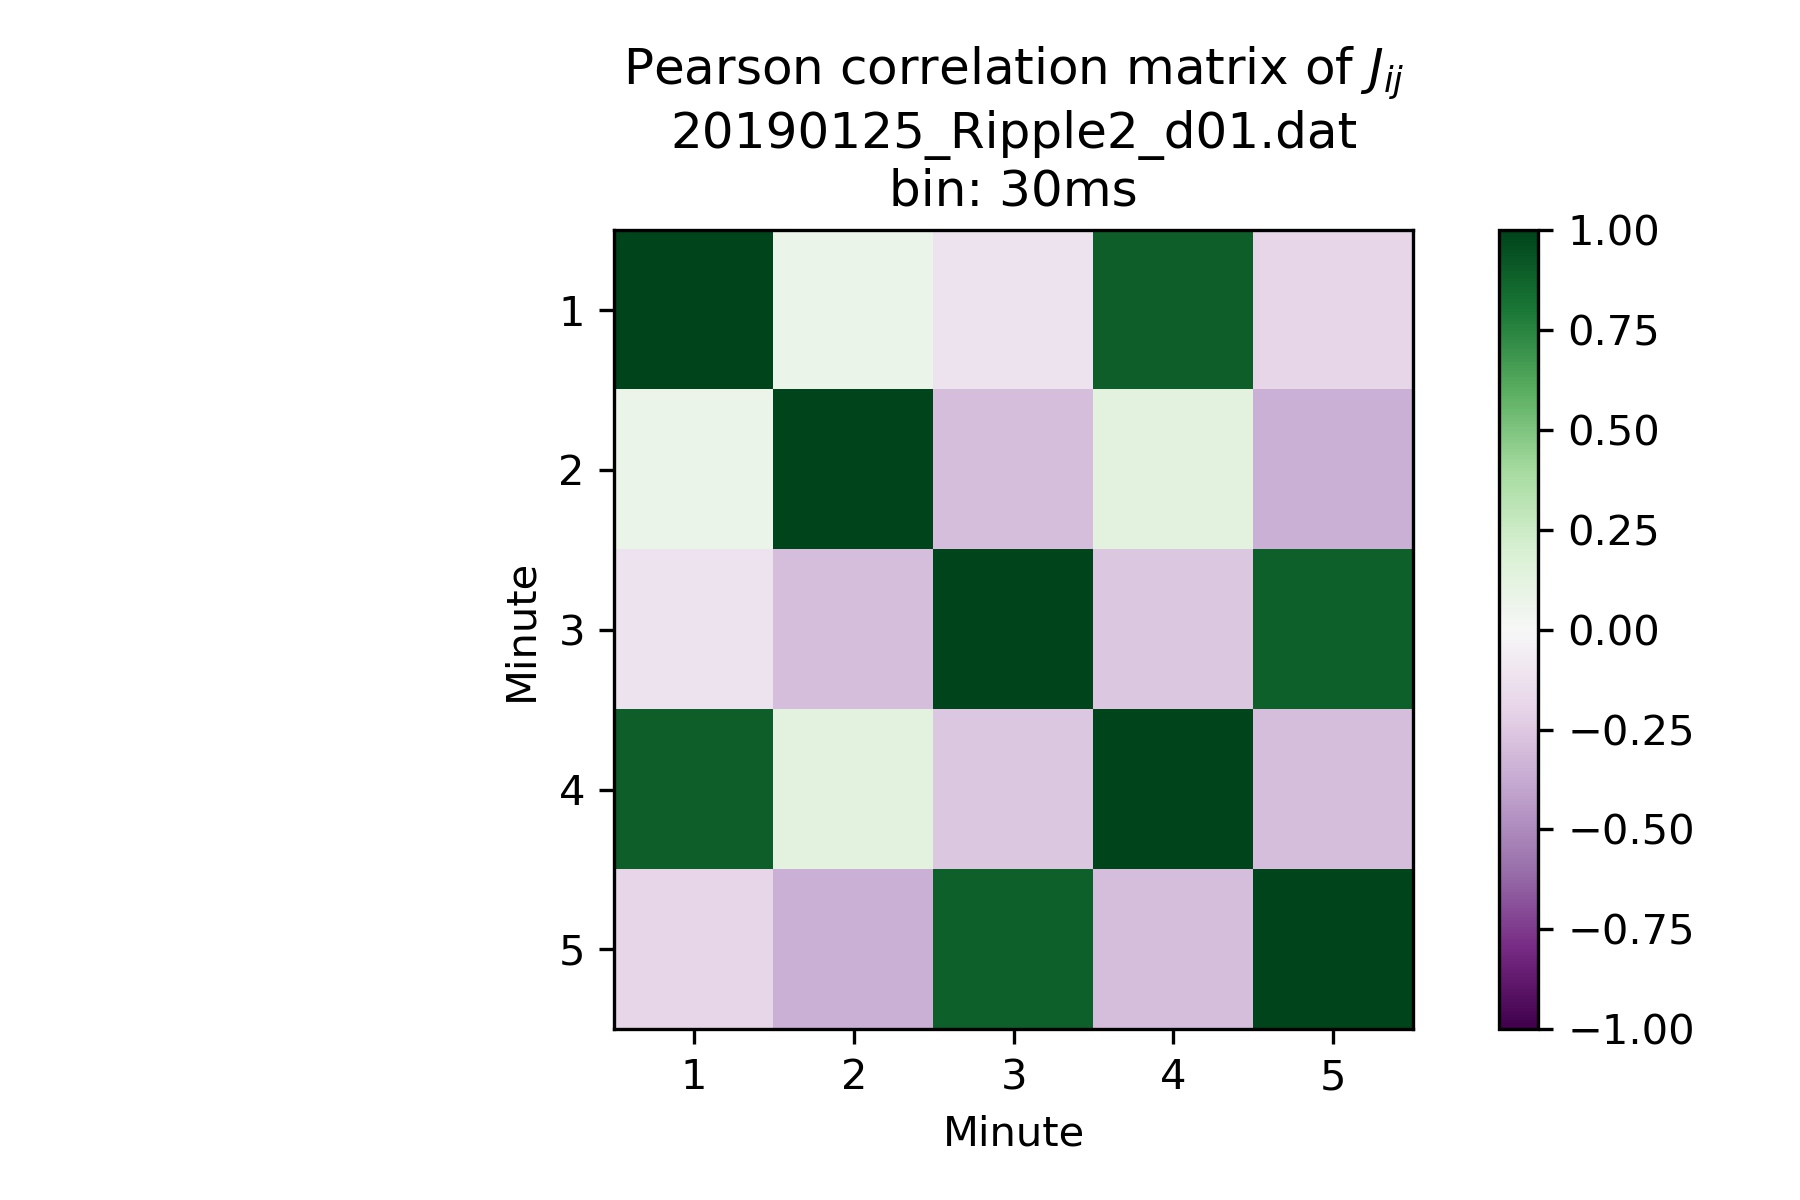 Pearson correlation matrix of J_ij
20190125_Ripple2_d01.dat
bin: 30ms
Minute
1
2
3
4
5
1 2 3 4 5
Minute
1.00
0.75
0.50
0.25
0.00
−0.25
−0.50
−0.75
−1.00